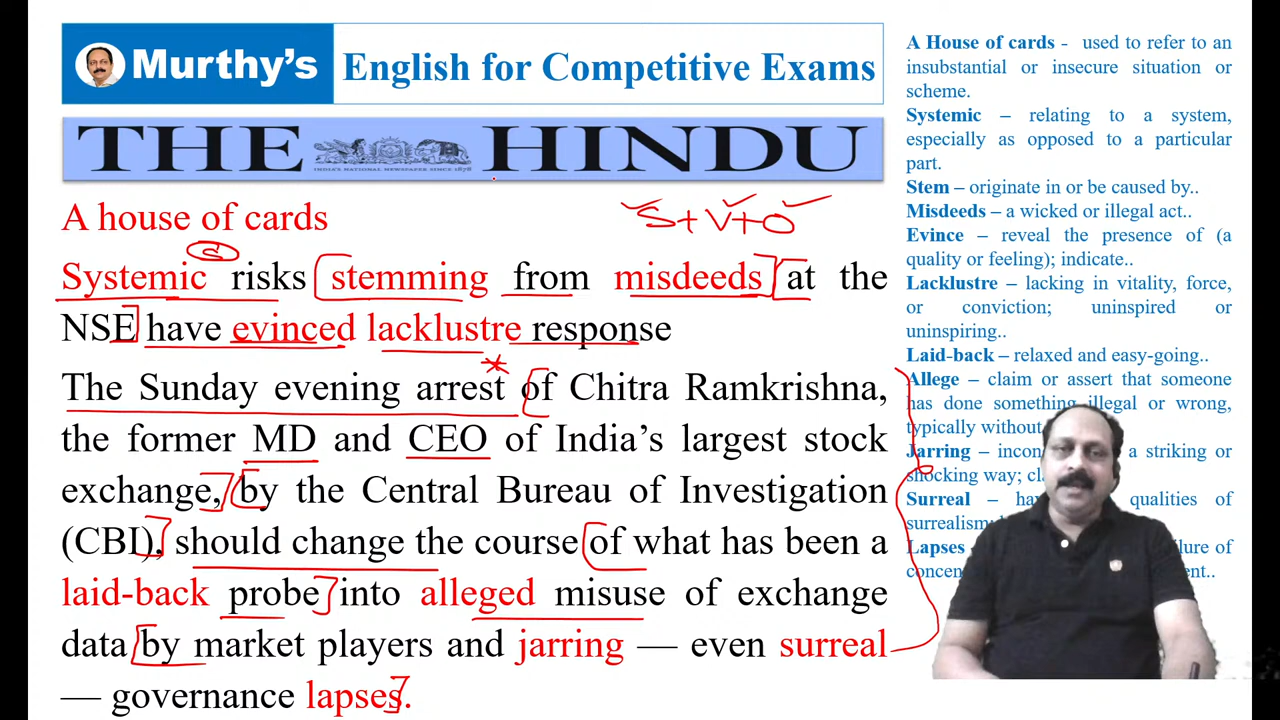 Murthy's
English for Competitive Exams
THE HINDU
INDIA'S NATIONAL NEWSPAPER SINCE 1878
A house of cards
S+V+O
S
Systemic risks stemming from misdeeds at the
NSE have evinced lacklustre response
The Sunday evening arrest of Chitra Ramkrishna,
the former MD and CEO of India's largest stock
exchange, by the Central Bureau of Investigation
(CBI), should change the course of what has been a
laid-back probe into alleged misuse of exchange
data by market players and jarring — even surreal
— governance lapses.
A House of cards - used to refer to an
insubstantial or insecure situation or
scheme.
Systemic – relating to a system,
especially as opposed to a particular
part.
Stem – originate in or be caused by..
Misdeeds – a wicked or illegal act..
Evince – reveal the presence of (a
quality or feeling); indicate..
Lacklustre – lacking in vitality, force,
or conviction; uninspired or
uninspiring..
Laid-back – relaxed and easy-going..
Allege – claim or assert that someone
has done something illegal or wrong,
typically without
Jarring – a striking or
shocking way;
Surreal – qualities of
surrealism;
Lapses of